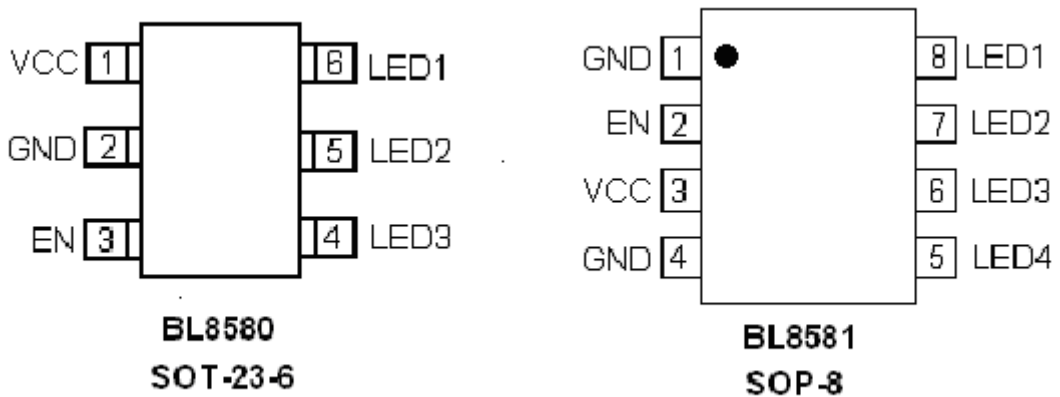 VCC 1 6 LED1
GND 2 5 LED2
EN 3 4 LED3
BL8580
SOT-23-6
GND 1 8 LED1
EN 2 7 LED2
VCC 3 6 LED3
GND 4 5 LED4
BL8581
SOP-8